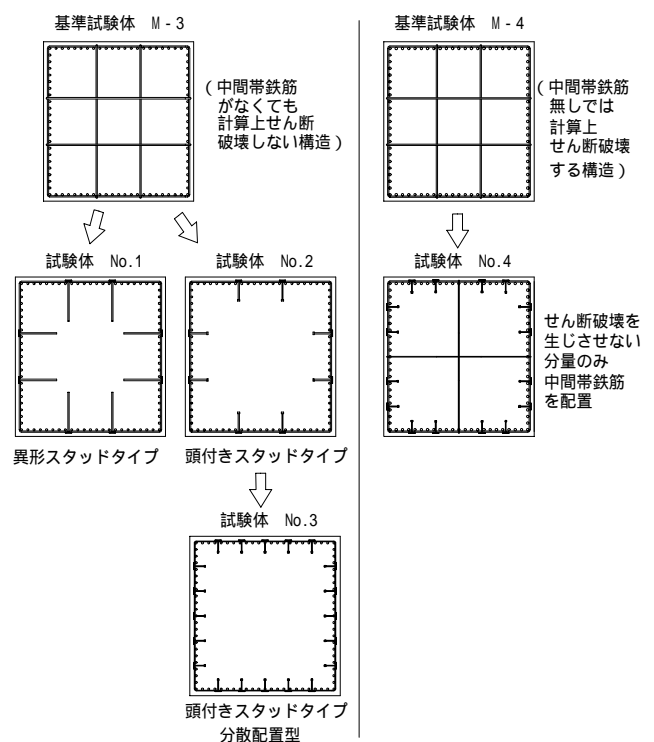 基準試験体 M-3
(中間帯鉄筋
がなくても
計算上せん断
破壊しない構造)
試験体 No.1
試験体 No.2
異形スタッドタイプ
頭付きスタッドタイプ
試験体 No.3
頭付きスタッドタイプ
分散配置型
基準試験体 M-4
(中間帯鉄筋
無しでは
計算上
せん断破壊
する構造)
試験体 No.4
せん断破壊を
生じさせない
分量のみ
中間帯鉄筋
を配置